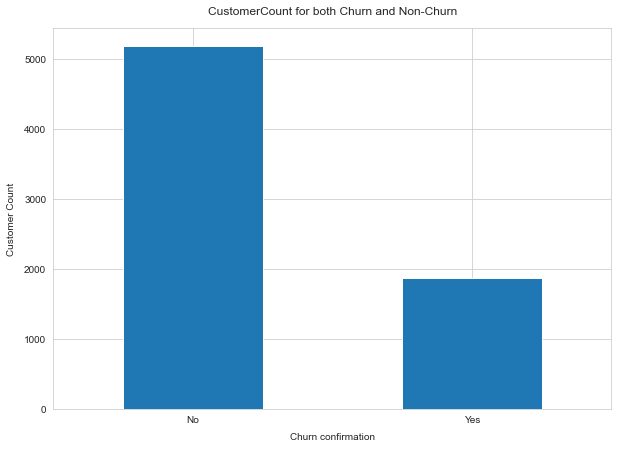 CustomerCount for both Churn and Non-Churn
Customer Count
5000
4000
3000
2000
1000
0
No
Yes
Churn confirmation